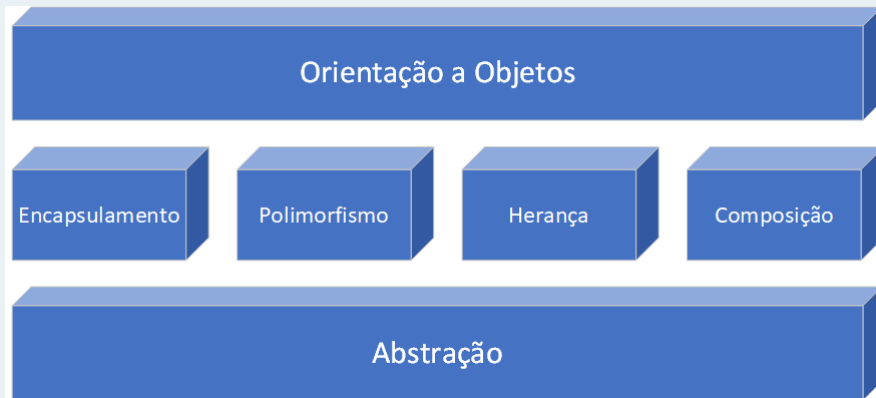 Orientação a Objetos
Encapsulamento
Polimorfismo
Herança
Composição
Abstração